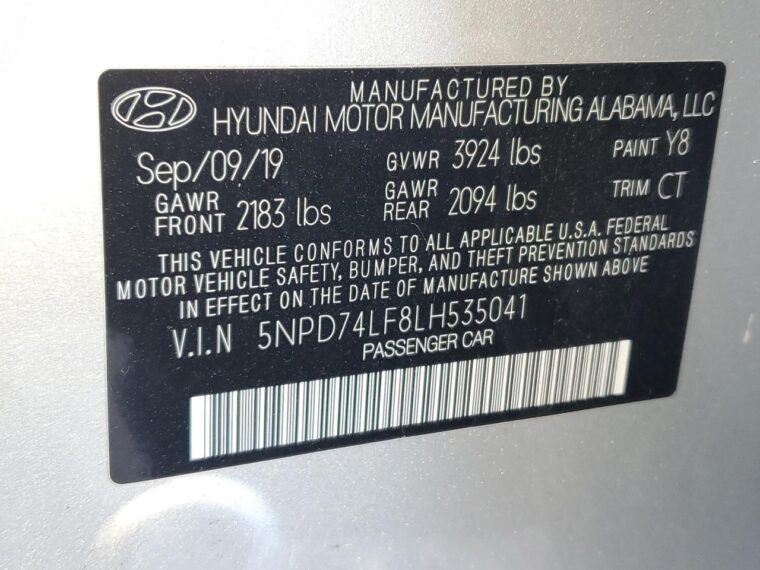 MANUFACTURED BY
HYUNDAI MOTOR MANUFACTURING ALABAMA, LLC
Sep/09/19 GVWR 3924 lbs PAINT Y8
GAWR FRONT 2183 lbs GAWR REAR 2094 lbs TRIM CT
THIS VEHICLE CONFORMS TO ALL APPLICABLE U.S.A. FEDERAL
MOTOR VEHICLE SAFETY, BUMPER, AND THEFT PREVENTION STANDARDS
IN EFFECT ON THE DATE OF MANUFACTURE SHOWN ABOVE
V.I.N 5NPD74LF8LH535041
PASSENGER CAR